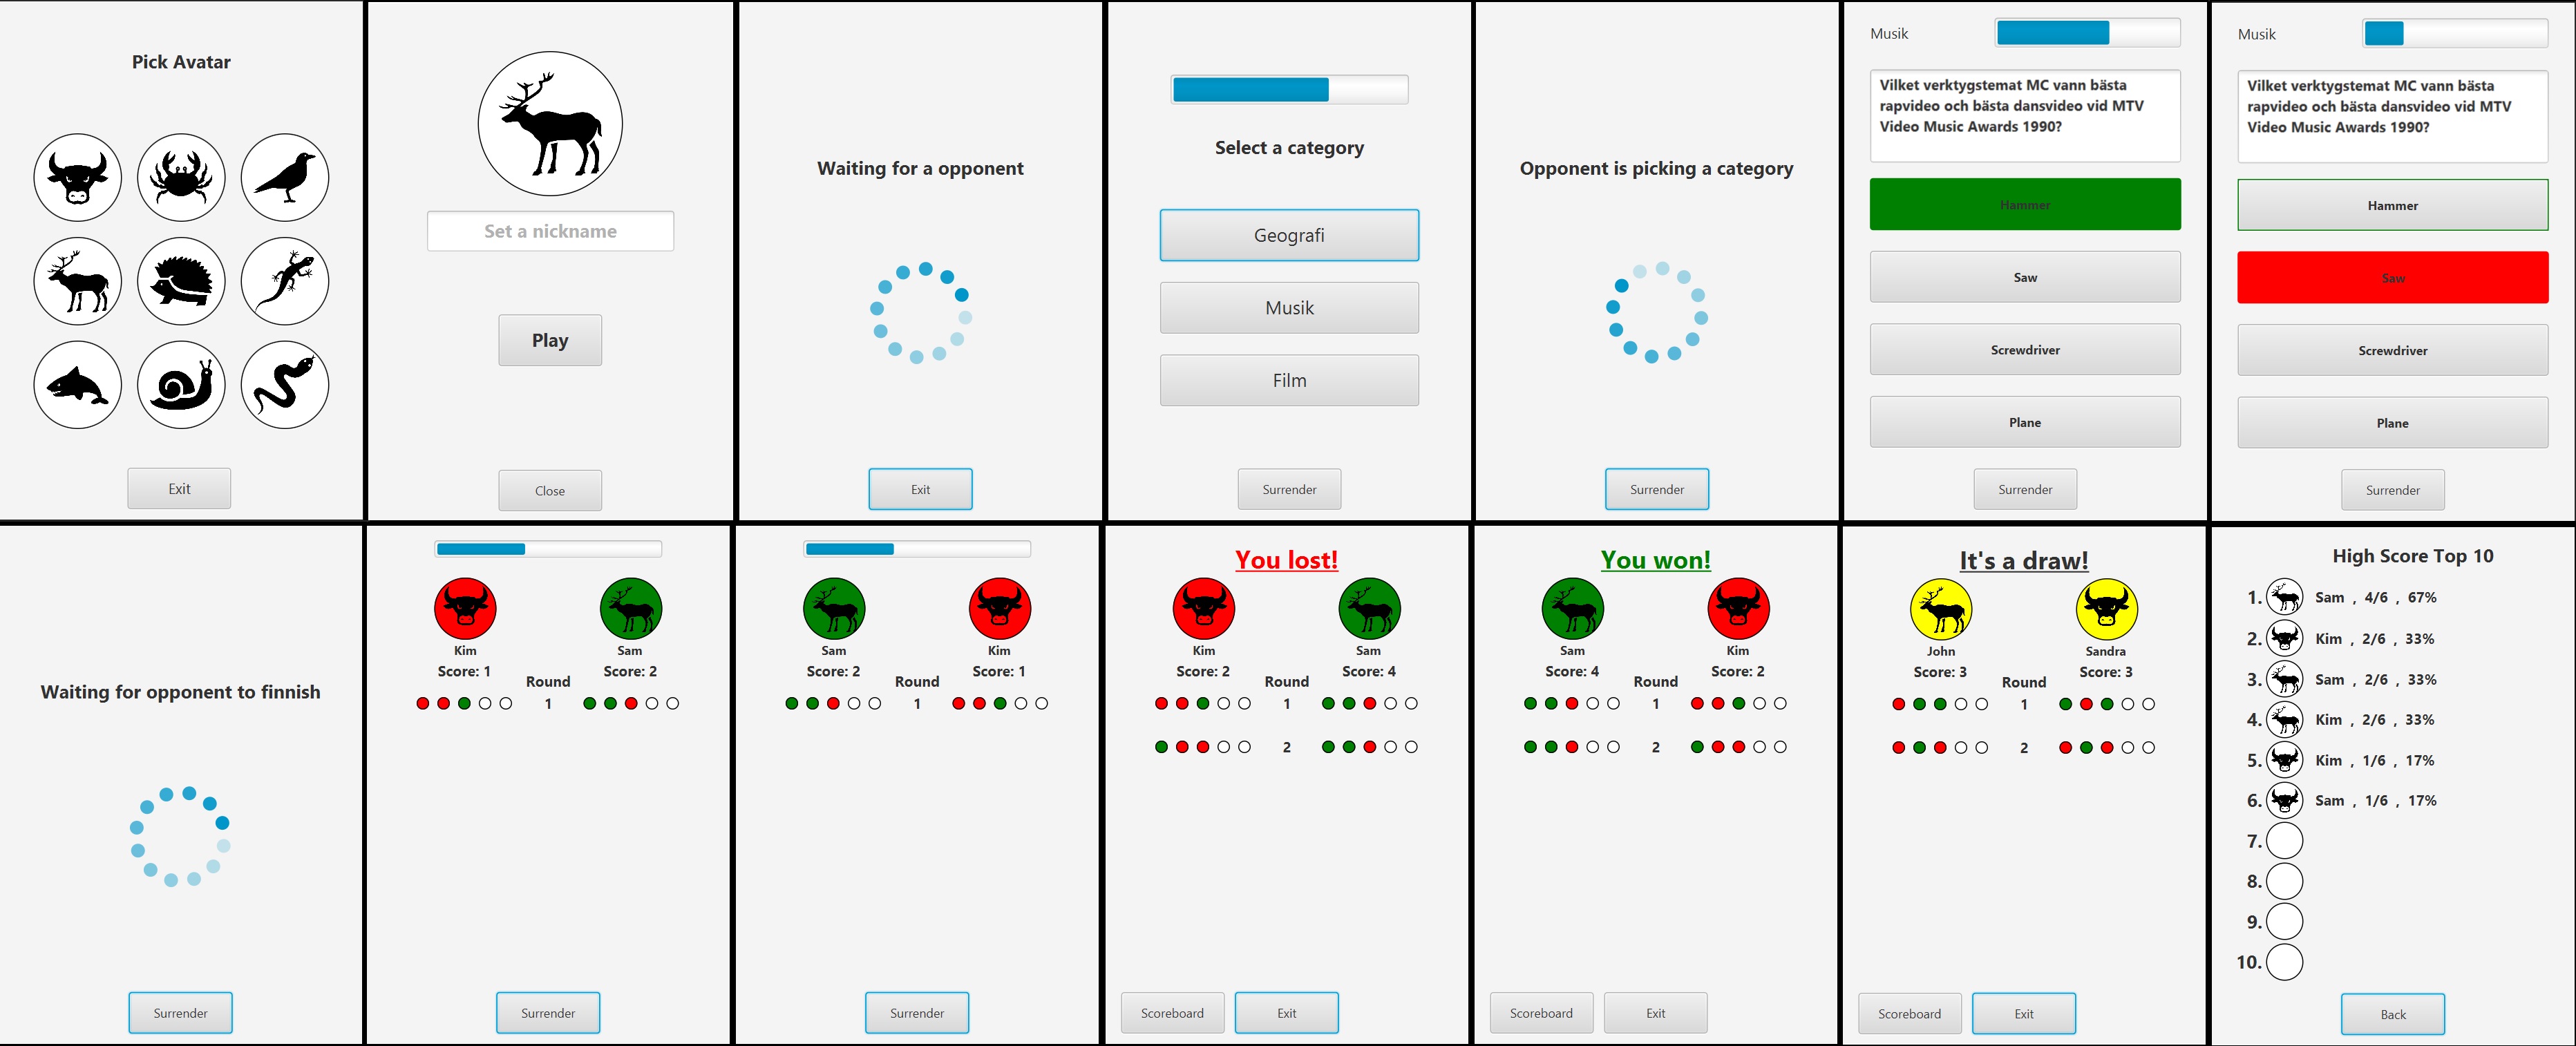 Pick Avatar
Exit
Set a nickname
Play
Close
Waiting for a opponent
Exit
Select a category
Geografi
Musik
Film
Surrender
Opponent is picking a category
Surrender
Musik
Vilket verktygstemat MC vann bästa
rapvideo och bästa dansvideo vid MTV
Video Music Awards 1990?
Hammer
Saw
Screwdriver
Plane
Surrender
Musik
Vilket verktygstemat MC vann bästa
rapvideo och bästa dansvideo vid MTV
Video Music Awards 1990?
Hammer
Saw
Screwdriver
Plane
Surrender
Waiting for opponent to finnish
Surrender
Kim Sam
Score: 1 Score: 2
Round
1
Surrender
Sam Kim
Score: 2 Score: 1
Round
1
Surrender
You lost!
Kim Sam
Score: 2 Score: 4
Round
1
2
Scoreboard Exit
You won!
Sam Kim
Score: 4 Score: 2
Round
1
2
Scoreboard Exit
It's a draw!
John Sandra
Score: 3 Score: 3
Round
1
2
Scoreboard Exit
High Score Top 10
1. Sam , 4/6 , 67%
2. Kim , 2/6 , 33%
3. Sam , 2/6 , 33%
4. Kim , 2/6 , 33%
5. Kim , 1/6 , 17%
6. Sam , 1/6 , 17%
7.
8.
9.
10.
Back